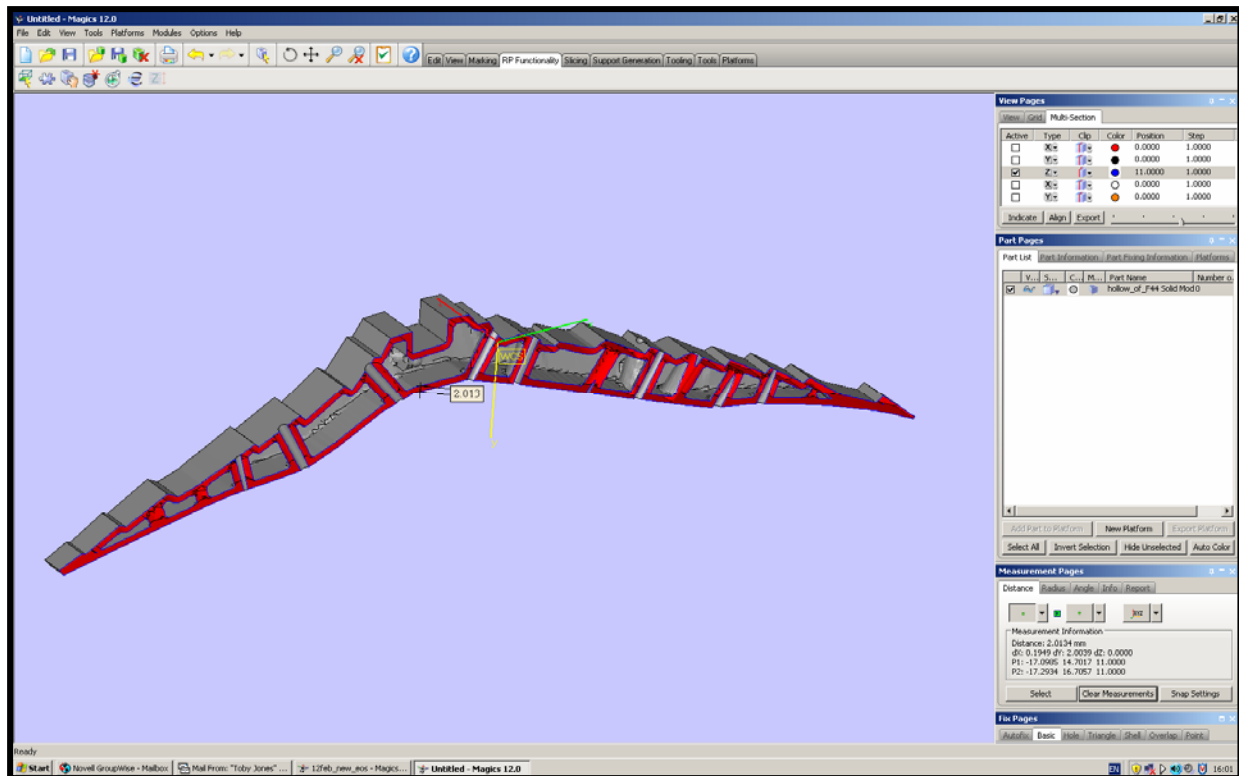 Untitled - Magics 12.0
File Edit View Tools Platforms Modules Options Help
Edit View Marking RP Functionality Slicing Support Generation Tooling Tools Platforms
View Pages
View Grid Multi-Section
Active Type Clip Color Position Step
X 0.0000 1.0000
Y 0.0000 1.0000
Z 11.0000 1.0000
X 0.0000 1.0000
Y 0.0000 1.0000
Indicate Align Export
Part Pages
Part List Part Information Part Fixing Information Platforms
V... S... C... M... Part Name Number o
hollow_of_F44 Solid Mod 0
WCS
2.013
Add Part to Platform New Platform Export Platform
Select All Invert Selection Hide Unselected Auto Color
Measurement Pages
Distance Radius Angle Info Report
Measurement Information
Distance: 2.0134 mm
dX: 0.1949 dY: 2.0039 dZ: 0.0000
P1: -17.0985 14.7017 11.0000
P2: -17.2934 16.7057 11.0000
Select Clear Measurements Snap Settings
Fix Pages
Autofix Basic Hole Triangle Shell Overlap Point
Ready
Start Novell GroupWise - Mailbox Mail From: "Toby Jones" ... 12feb_new_eos - Magics... Untitled - Magics 12.0 EN 16:01